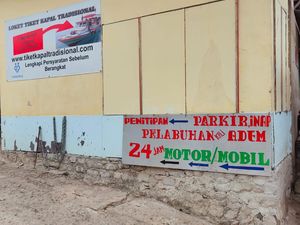 LOKET TIKET KAPAL TRADISIONAL
www.tiketkapaltradisional.com
Lengkapi Persyaratan Sebelum
Berangkat
PENITIPAN PARKIR INAP
PELABUHAN KALI ADEM
24 JAM MOTOR/MOBIL